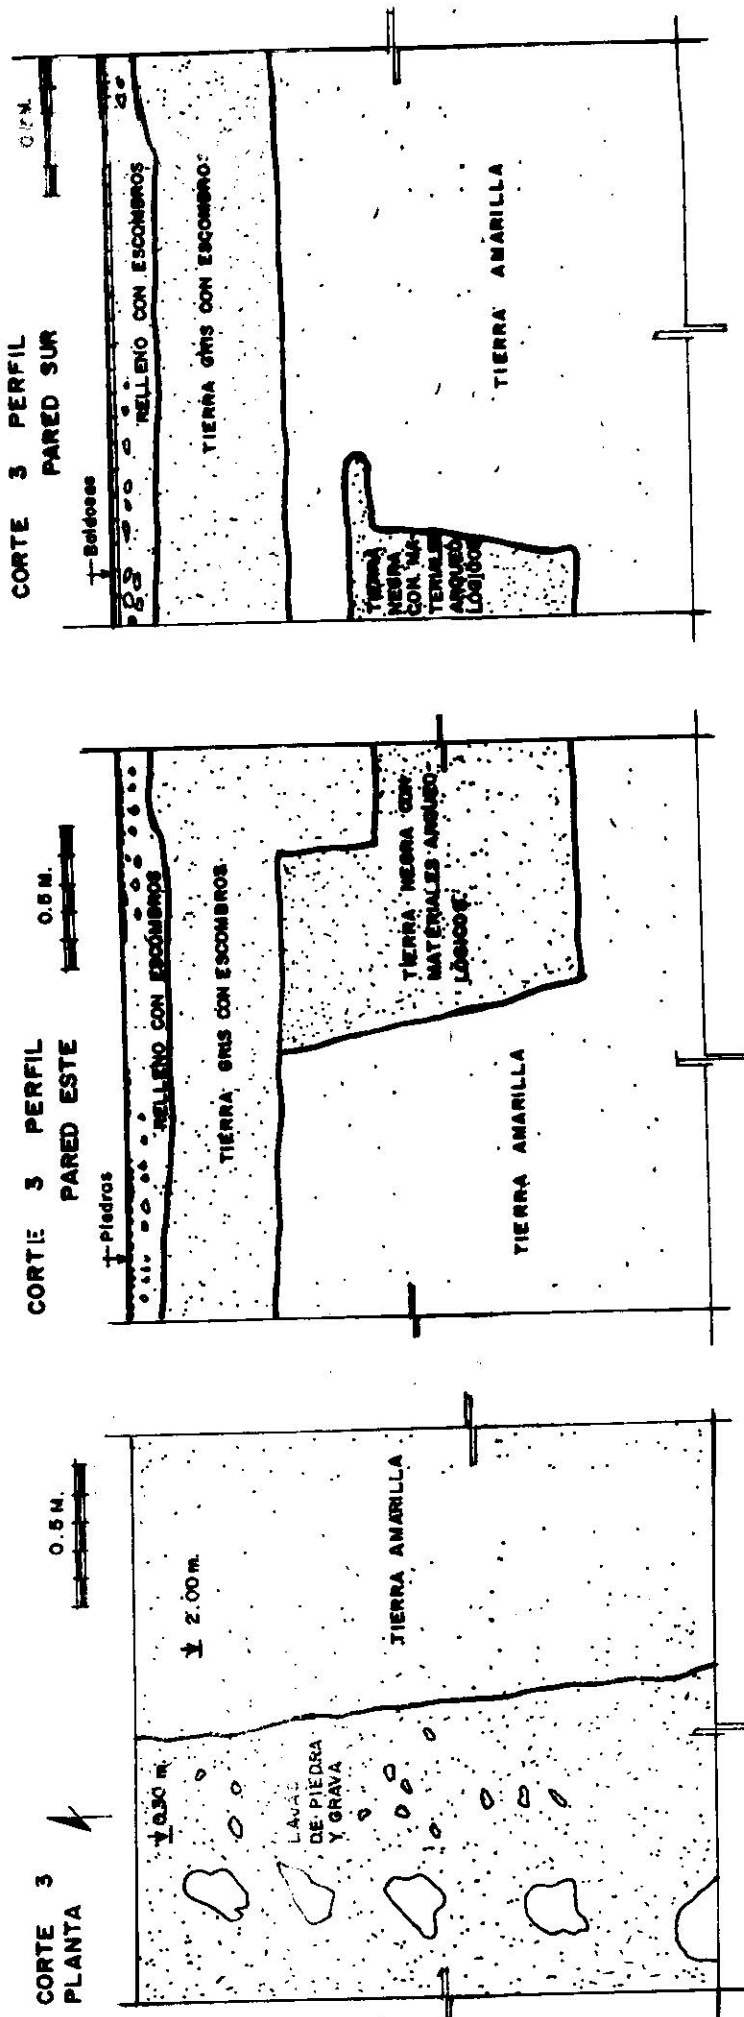 CORTE 3
PLANTA
0.5 M.
0.30 m.
2.00 m.
LAJAS
DE PIEDRA
Y GRAVA
TIERRA AMARILLA
CORTE 3 PERFIL
PARED ESTE
0.5 M.
Piedras
RELLENO CON ESCOMBROS
TIERRA GRIS CON ESCOMBROS
TIERRA NEGRA CON
MATERIALES ARQUEO-
LÓGICOS.
TIERRA AMARILLA
CORTE 3 PERFIL
PARED SUR
M.
Baldosas
RELLENO CON ESCOMBROS
TIERRA GRIS CON ESCOMBROS
TIERRA
NEGRA
CON MA-
TERIALES
ARQUEO
LÓGICOS
TIERRA AMARILLA